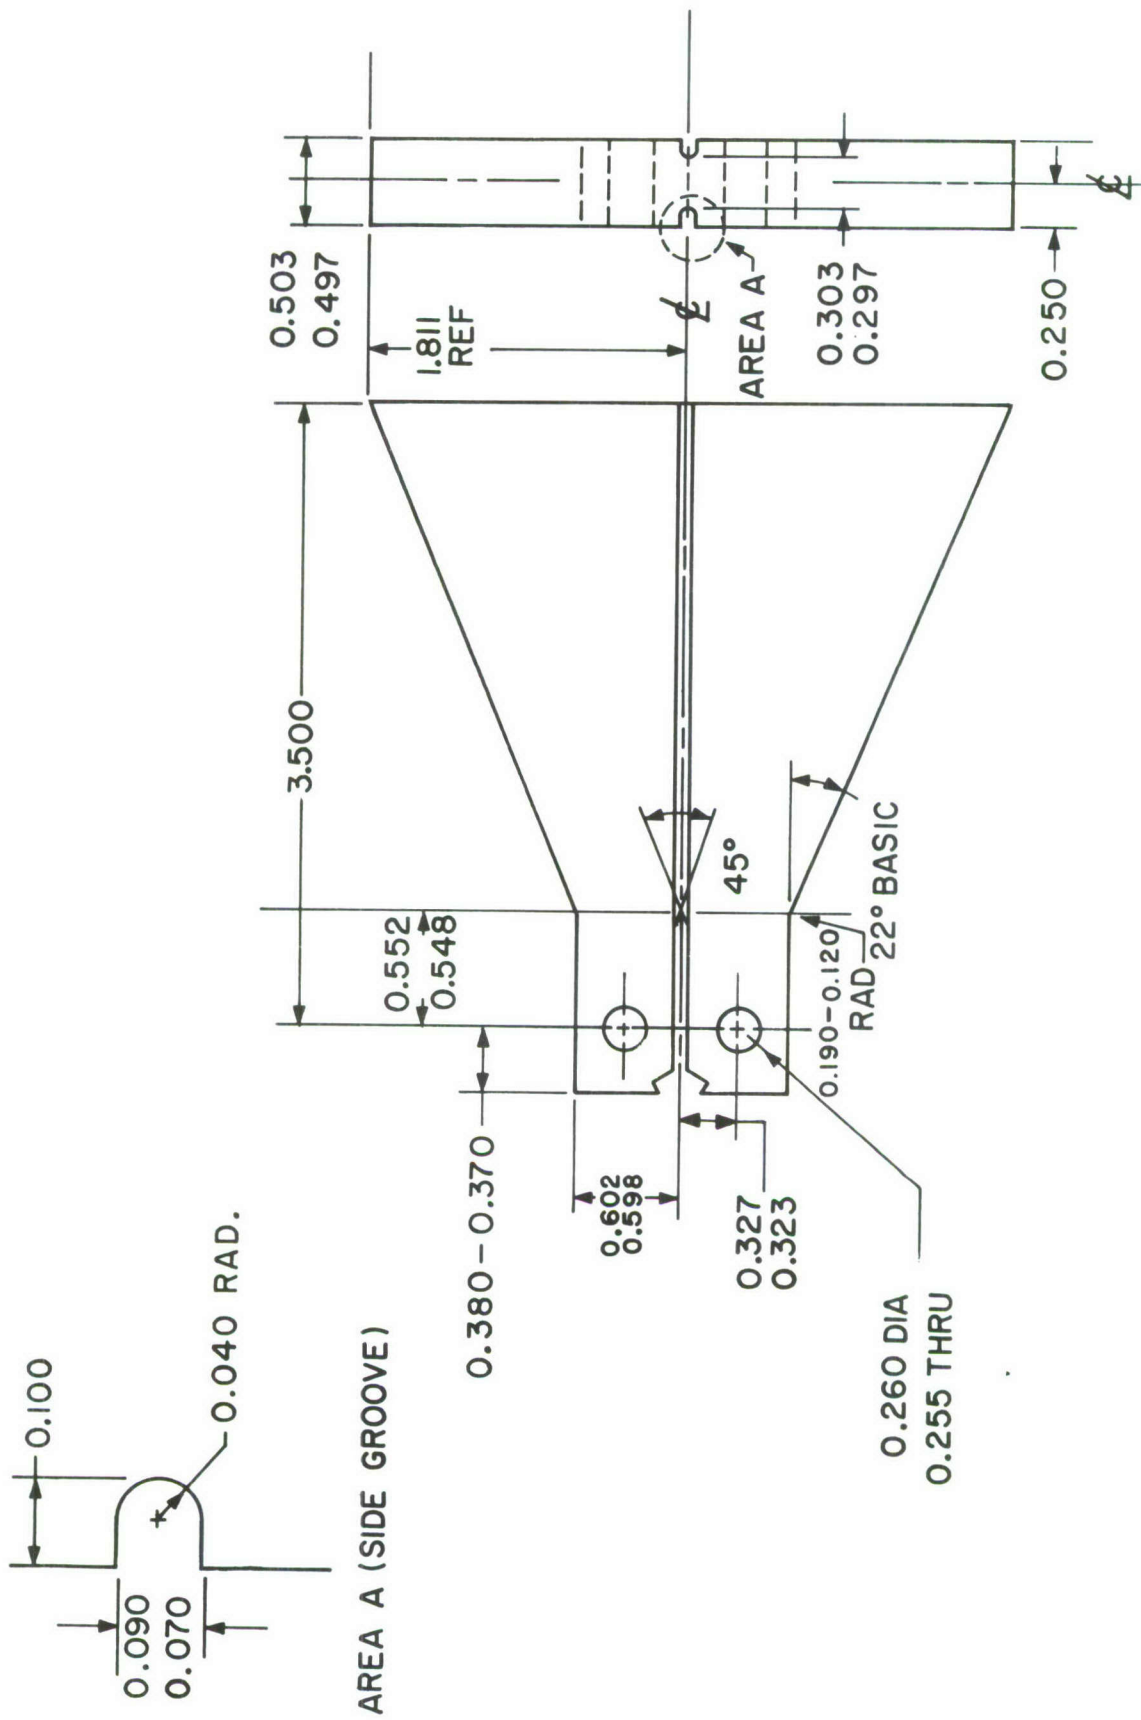 0.100
0.040 RAD.
0.090
0.070
AREA A (SIDE GROOVE)
0.503
0.497
1.811
REF
3.500
0.552
0.548
0.380-0.370
0.602
0.598
0.327
0.323
0.260 DIA
0.255 THRU
45°
0.190-0.120
RAD
22° BASIC
AREA A
0.303
0.297
0.250
℄
℄